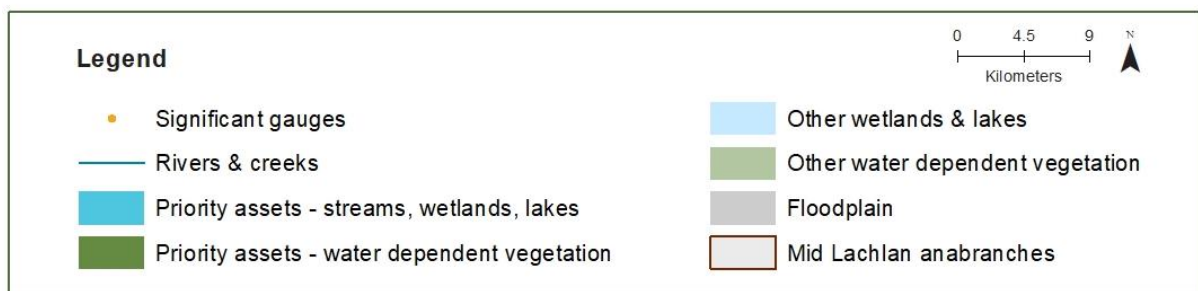 0 4.5 9 N
Kilometers
Legend
Significant gauges
Rivers & creeks
Priority assets - streams, wetlands, lakes
Priority assets - water dependent vegetation
Other wetlands & lakes
Other water dependent vegetation
Floodplain
Mid Lachlan anabranches